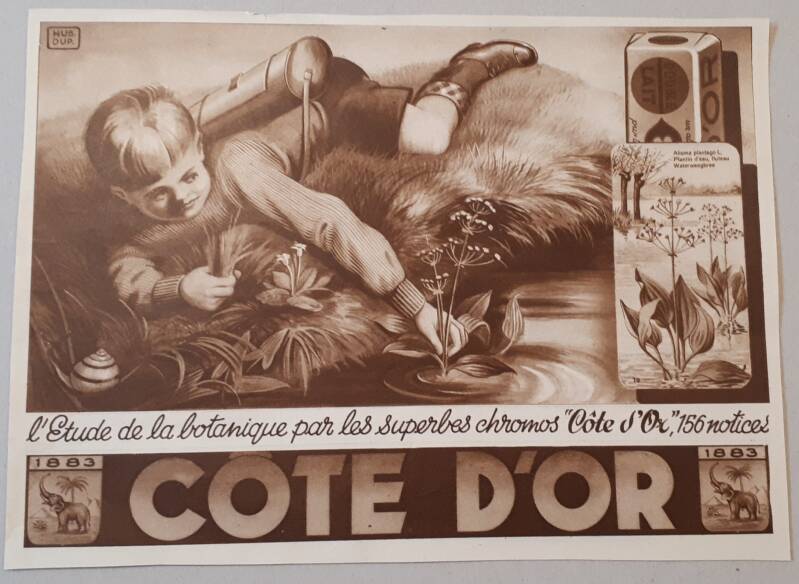 HUB.
DUP.
LAIT
D'OR
Alisma plantago L.
Plantin d'eau, fluteau
Waterweegbree
10
l'Etude de la botanique par les superbes chromos "Côte d'Or", 156 notices
1883
CÔTE D'OR
1883